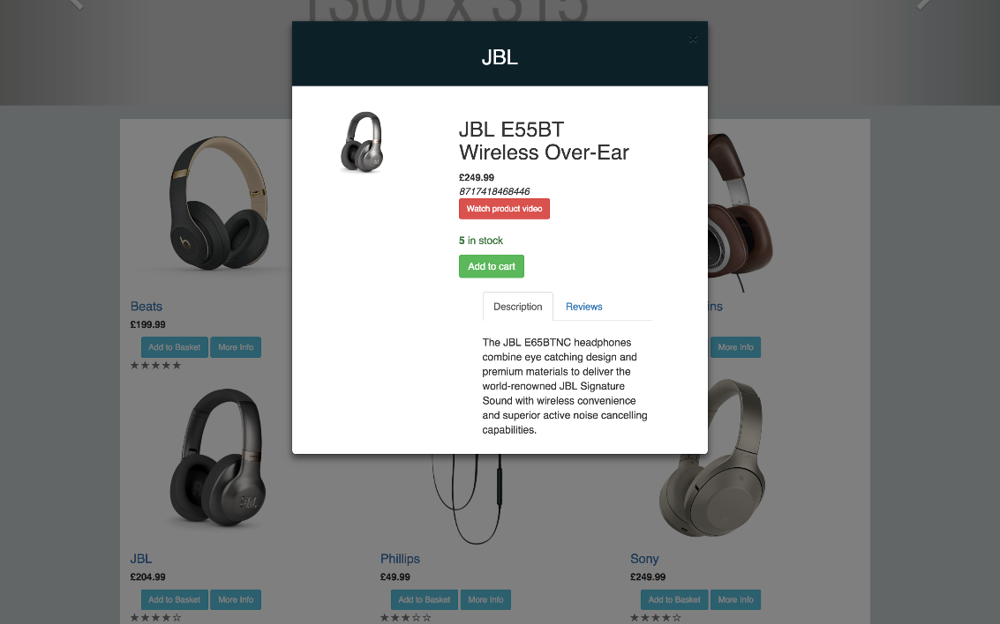 1300 x 315
×
JBL
JBL E55BT
Wireless Over-Ear
£249.99
8717418468446
Watch product video
5 in stock
Add to cart
Description
Reviews
The JBL E65BTNC headphones
combine eye catching design and
premium materials to deliver the
world-renowned JBL Signature
Sound with wireless convenience
and superior active noise cancelling
capabilities.
Beats
£199.99
Add to Basket
More Info
★★★★★
ins
More Info
JBL
JBL
£204.99
Add to Basket
More Info
★★★★☆
Phillips
£49.99
Add to Basket
More Info
★★★☆☆
Sony
£249.99
Add to Basket
More Info
★★★★☆